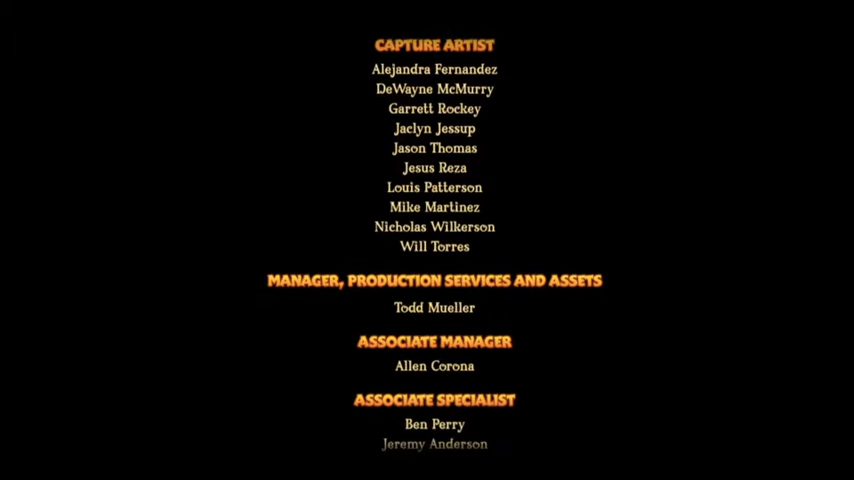 CAPTURE ARTIST
Alejandra Fernandez
DeWayne McMurry
Garrett Rockey
Jaclyn Jessup
Jason Thomas
Jesus Reza
Louis Patterson
Mike Martinez
Nicholas Wilkerson
Will Torres
MANAGER, PRODUCTION SERVICES AND ASSETS
Todd Mueller
ASSOCIATE MANAGER
Allen Corona
ASSOCIATE SPECIALIST
Ben Perry
Jeremy Anderson